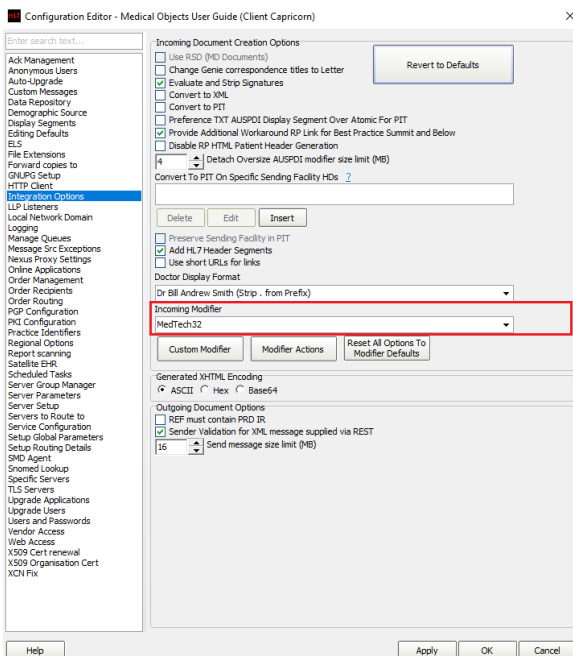 HL7 Configuration Editor - Medical Objects User Guide (Client Capricorn)
Enter search text...
Ack Management
Anonymous Users
Auto-Upgrade
Custom Messages
Data Repository
Demographic Source
Display Segments
Editing Defaults
ELS
File Extensions
Forward copies to
GNUPG Setup
HTTP Client
Integration Options
LLP Listeners
Local Network Domain
Logging
Manage Queues
Message Src Exceptions
Nexus Proxy Settings
Online Applications
Order Management
Order Recipients
Order Routing
PGP Configuration
PKI Configuration
Practice Identifiers
Regional Options
Report scanning
Satellite EHR
Scheduled Tasks
Server Group Manager
Server Parameters
Server Setup
Servers to Route to
Service Configuration
Setup Global Parameters
Setup Routing Details
SMD Agent
Snomed Lookup
Specific Servers
TLS Servers
Upgrade Applications
Upgrade Users
Users and Passwords
Vendor Access
Web Access
X509 Cert renewal
X509 Organisation Cert
XCN Fix
Incoming Document Creation Options
Use RSD (MD Documents)
Revert to Defaults
Change Genie correspondence titles to Letter
Evaluate and Strip Signatures
Convert to XML
Convert to PIT
Preference TXT AUSPDI Display Segment Over Atomic For PIT
Provide Additional Workaround RP Link for Best Practice Summit and Below
Disable RP HTML Patient Header Generation
4 Detach Oversize AUSPDI modifier size limit (MB)
Convert To PIT On Specific Sending Facility HDs ?
Delete Edit Insert
Preserve Sending Facility in PIT
Add HL7 Header Segments
Use short URLs for links
Doctor Display Format
Dr Bill Andrew Smith (Strip . from Prefix)
Incoming Modifier
MedTech32
Custom Modifier Modifier Actions Reset All Options To
Modifier Defaults
Generated XHTML Encoding
ASCII Hex Base64
Outgoing Document Options
REF must contain PRD IR
Sender Validation for XML message supplied via REST
16 Send message size limit (MB)
Help Apply OK Cancel